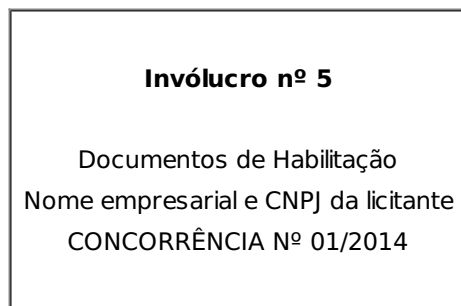 Invólucro nº 5
Documentos de Habilitação
Nome empresarial e CNPJ da licitante
CONCORRÊNCIA Nº 01/2014